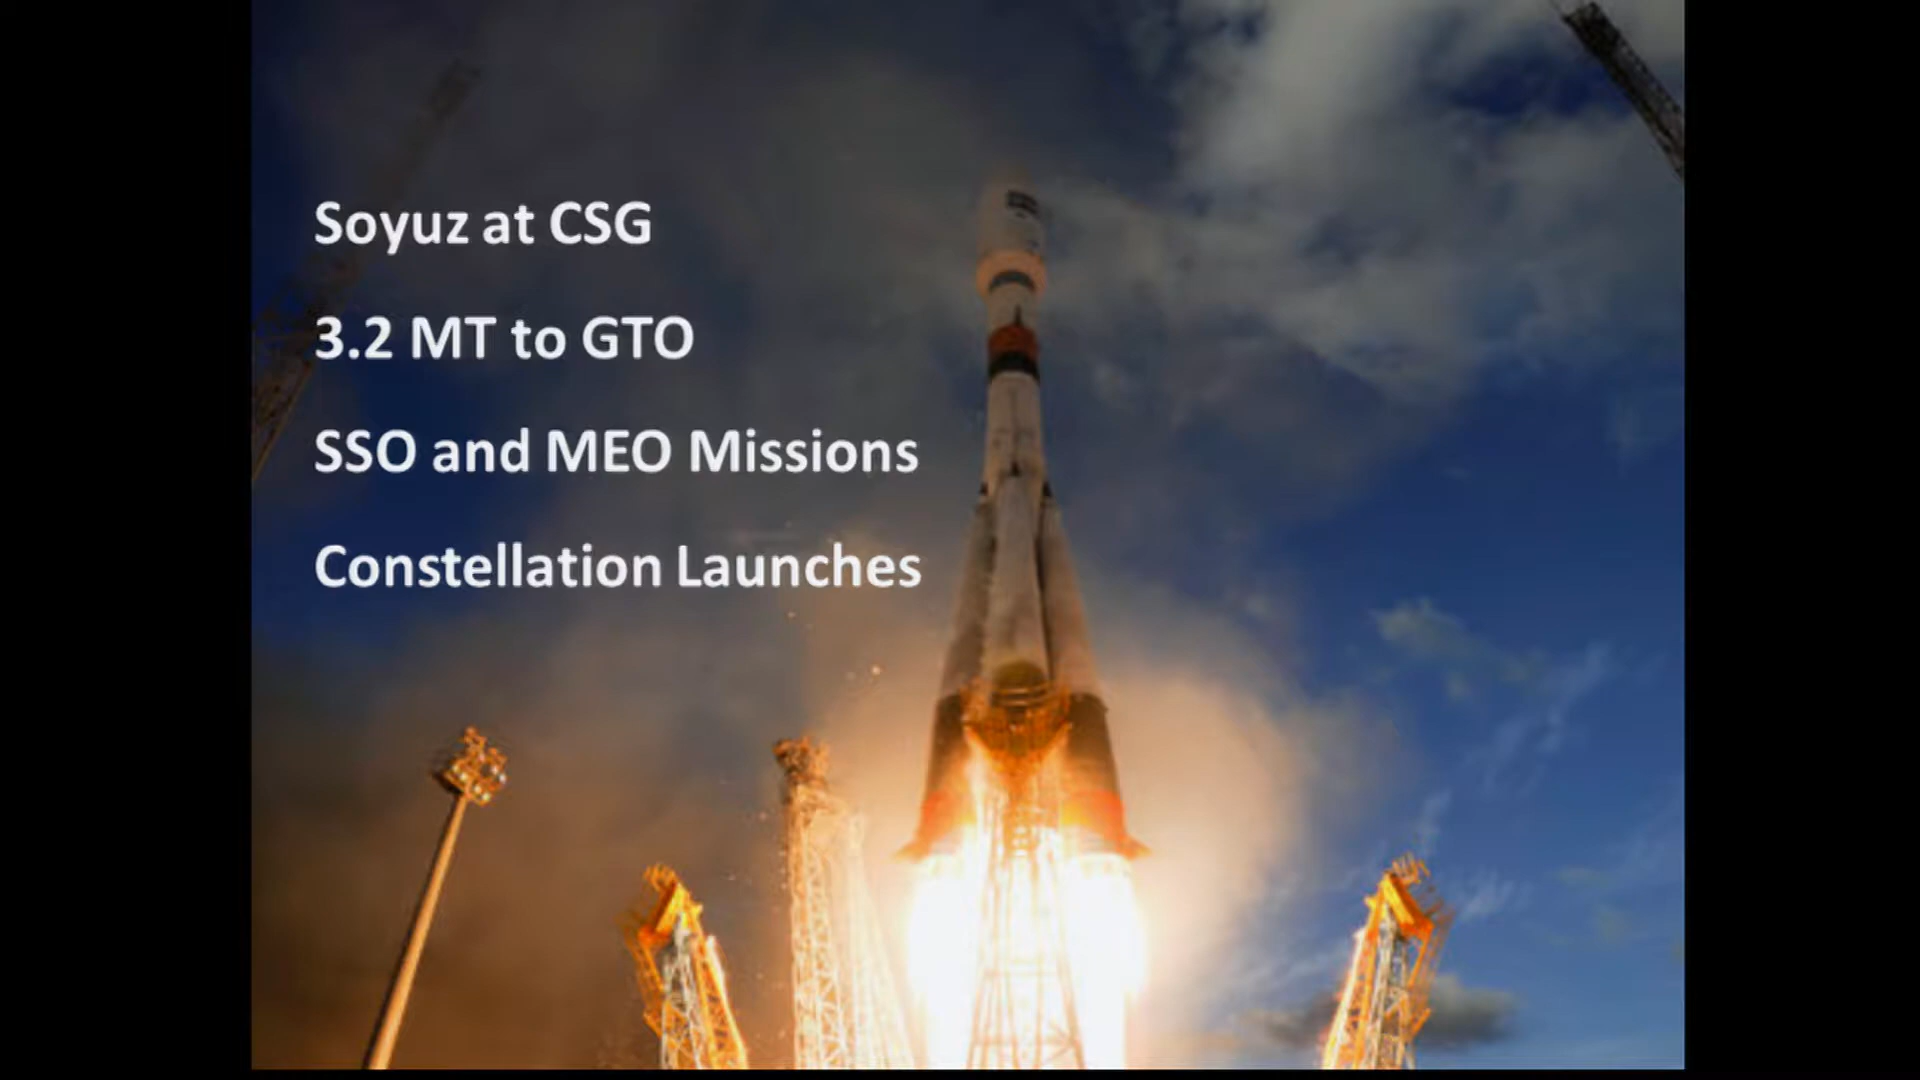 Soyuz at CSG
3.2 MT to GTO
SSO and MEO Missions
Constellation Launches